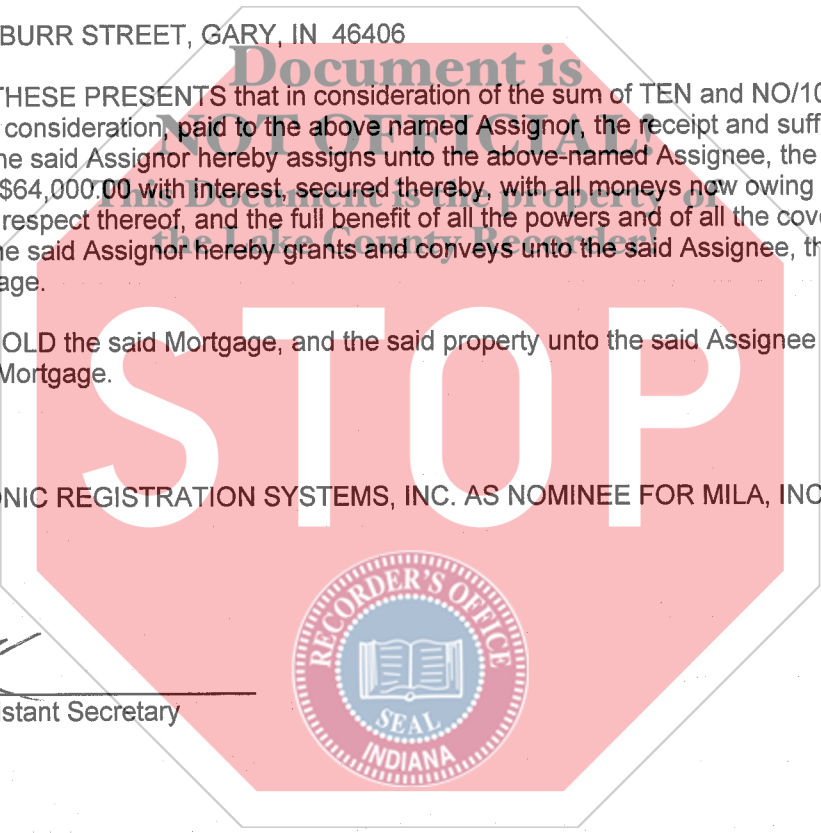 BURR STREET, GARY, IN 46406
Document is
THESE PRESENTS that in consideration of the sum of TEN and NO/10
NOT OFFICIAL!
consideration, paid to the above named Assignor, the receipt and suff
he said Assignor hereby assigns unto the above-named Assignee, the
$64,000.00 with interest, secured thereby, with all moneys now owing
This Document is the property of
respect thereof, and the full benefit of all the powers and of all the cov
the Lake County Recorder!
he said Assignor hereby grants and conveys unto the said Assignee, th
age.
OLD the said Mortgage, and the said property unto the said Assignee
Mortgage.
STOP
ONIC REGISTRATION SYSTEMS, INC. AS NOMINEE FOR MILA, INC
RECORDER'S OFFICE
SEAL
INDIANA
istant Secretary